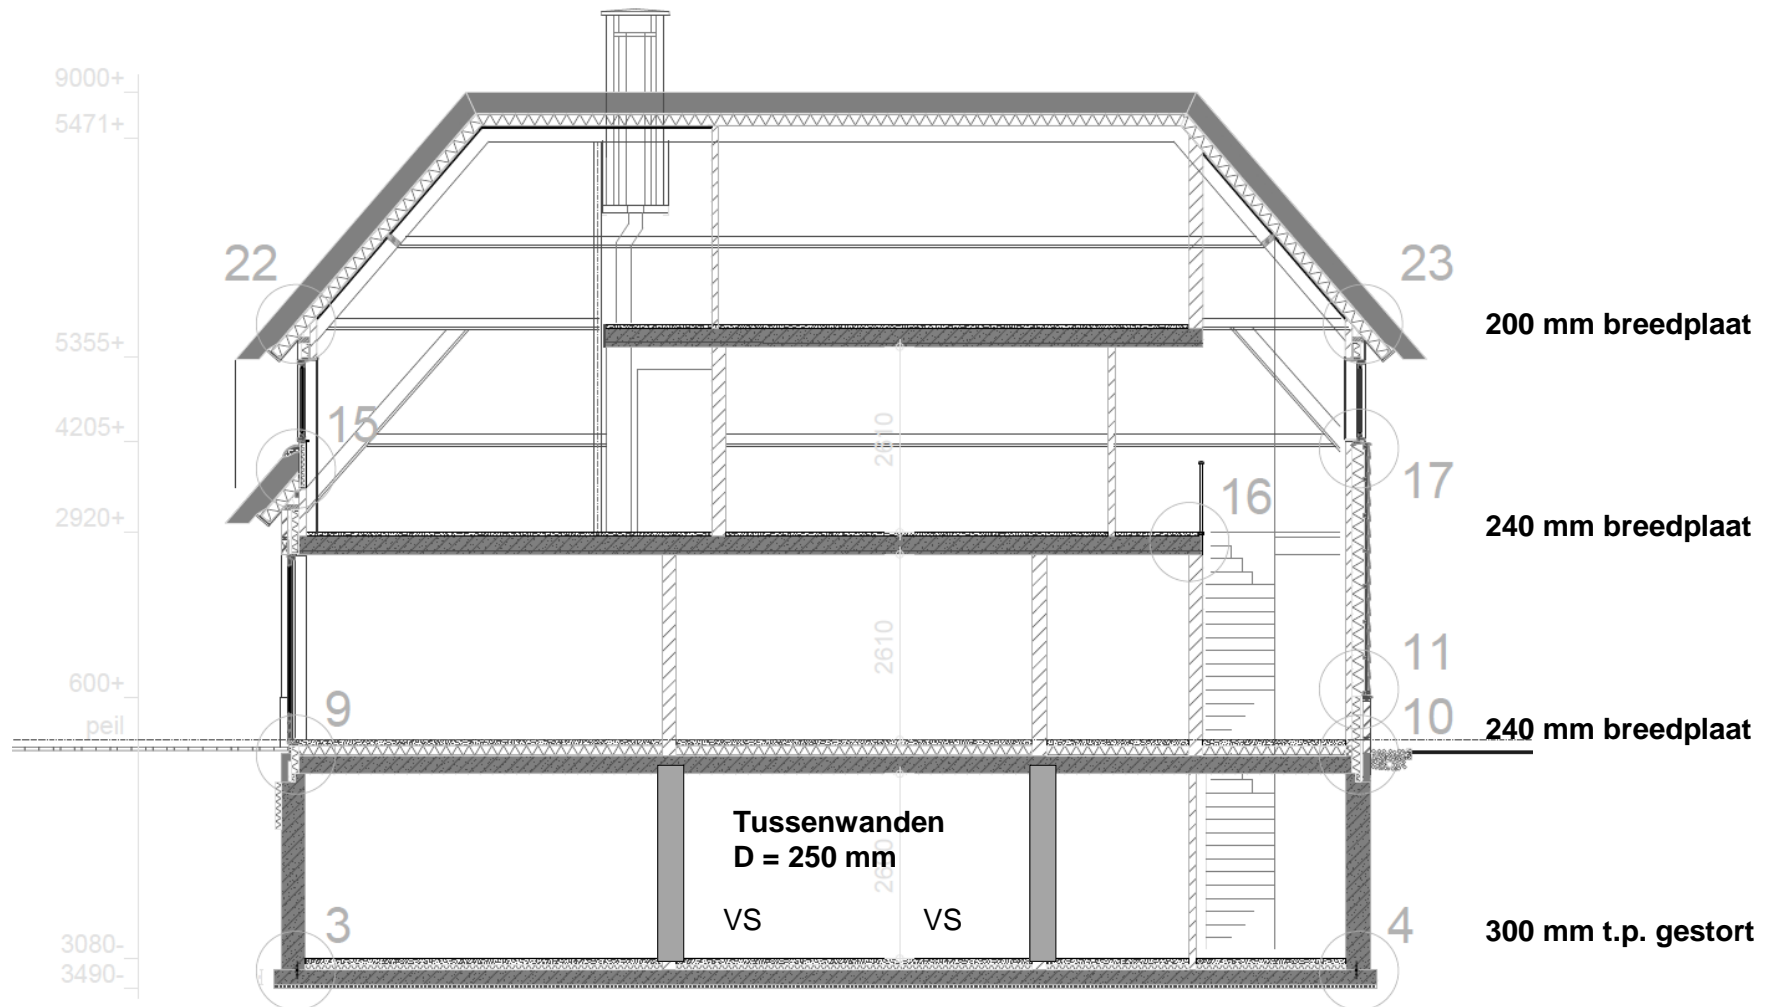 9000+
5471+
22
23
200 mm breedplaat
5355+
15
4205+
2610
17
16
2920+
240 mm breedplaat
2610
11
600+
9
10
peil
240 mm breedplaat
Tussenwanden
D = 250 mm
VS VS
3
4
300 mm t.p. gestort
3080-
3490-